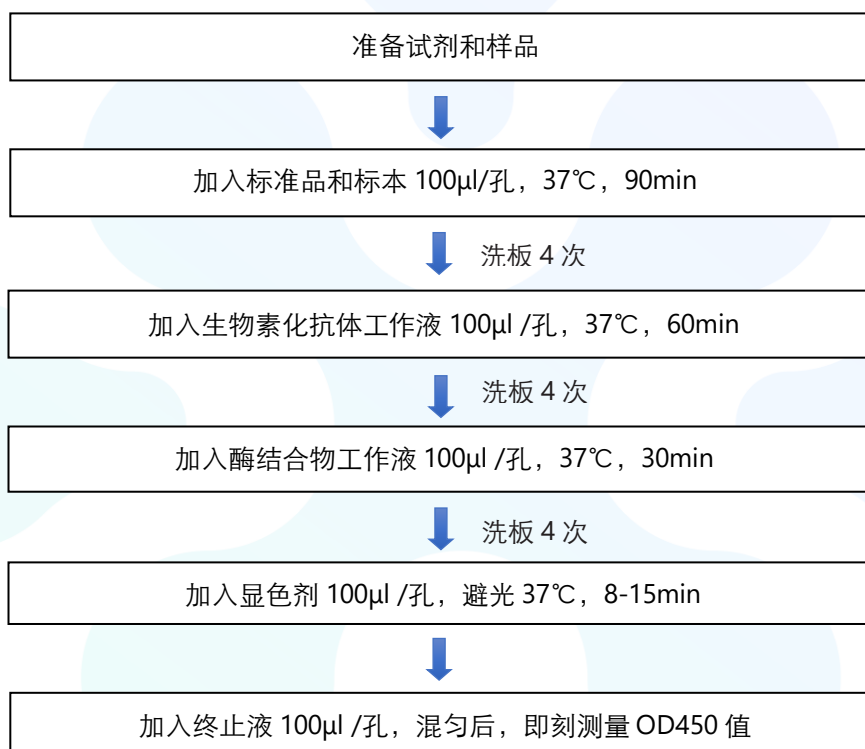 准备试剂和样品
加入标准品和标本 100μl/孔，37℃，90min
洗板 4 次
加入生物素化抗体工作液 100μl /孔，37℃，60min
洗板 4 次
加入酶结合物工作液 100μl /孔，37℃，30min
洗板 4 次
加入显色剂 100μl /孔，避光 37℃，8-15min
加入终止液 100μl /孔，混匀后，即刻测量 OD450 值